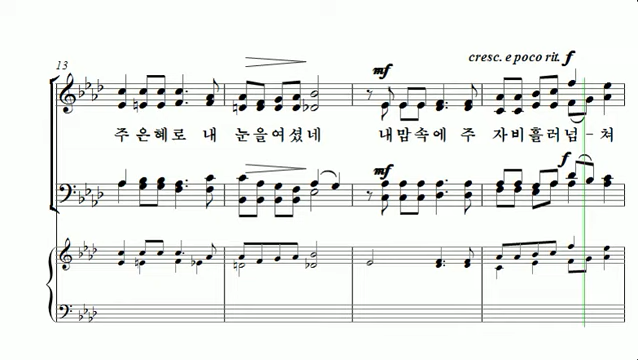 cresc. e poco rit. f
13
mf
주 은혜로 내 눈을여셨네 내맘속에 주 자비흘러넘-쳐
f
mf